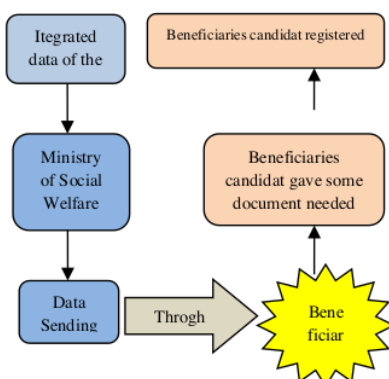 Itegrated
data of the
Ministry
of Social
Welfare
Data
Sending
Throgh
Bene
ficiar
Beneficiaries
candidat gave some
document needed
Beneficiaries candidat registered